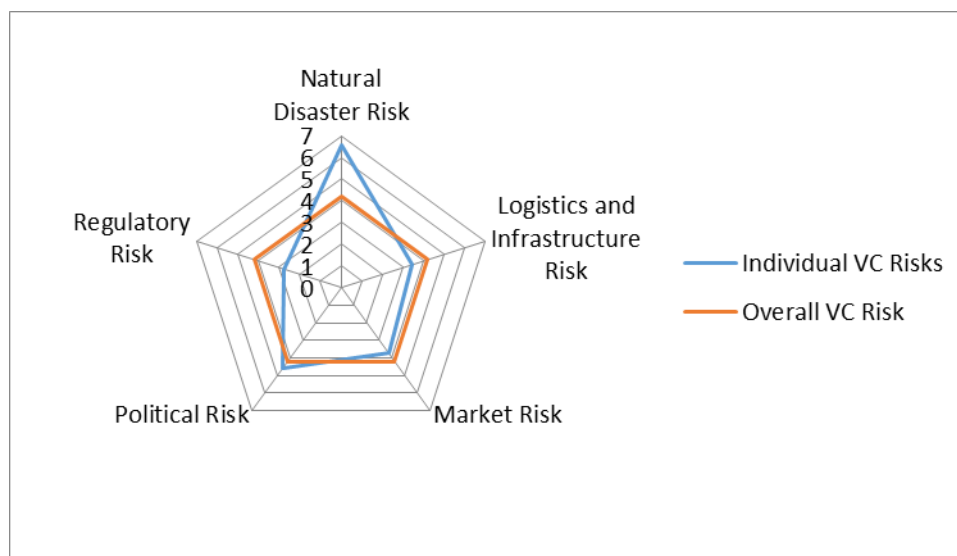 Natural
Disaster Risk
7
6
5
4
3
2
1
0
Logistics and
Infrastructure
Risk
Market Risk
Political Risk
Regulatory
Risk
Individual VC Risks
Overall VC Risk